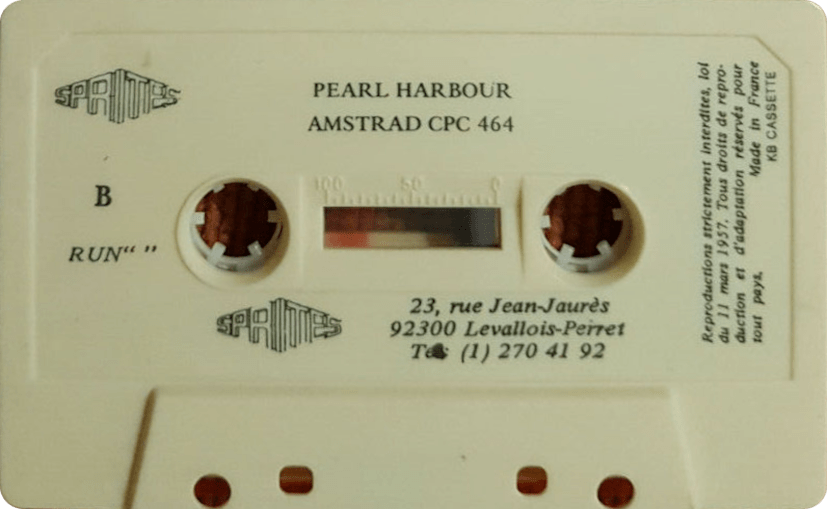 SPRITES
PEARL HARBOUR
AMSTRAD CPC 464
B
100 50 0
RUN“ ”
SPRITES
23, rue Jean-Jaurès
92300 Levallois-Perret
Tél: (1) 270 41 92
Reproductions strictement interdites, loi
du 11 mars 1957. Tous droits de repro-
duction et d'adaptation réservés pour
tout pays, Made in France
KB CASSETTE